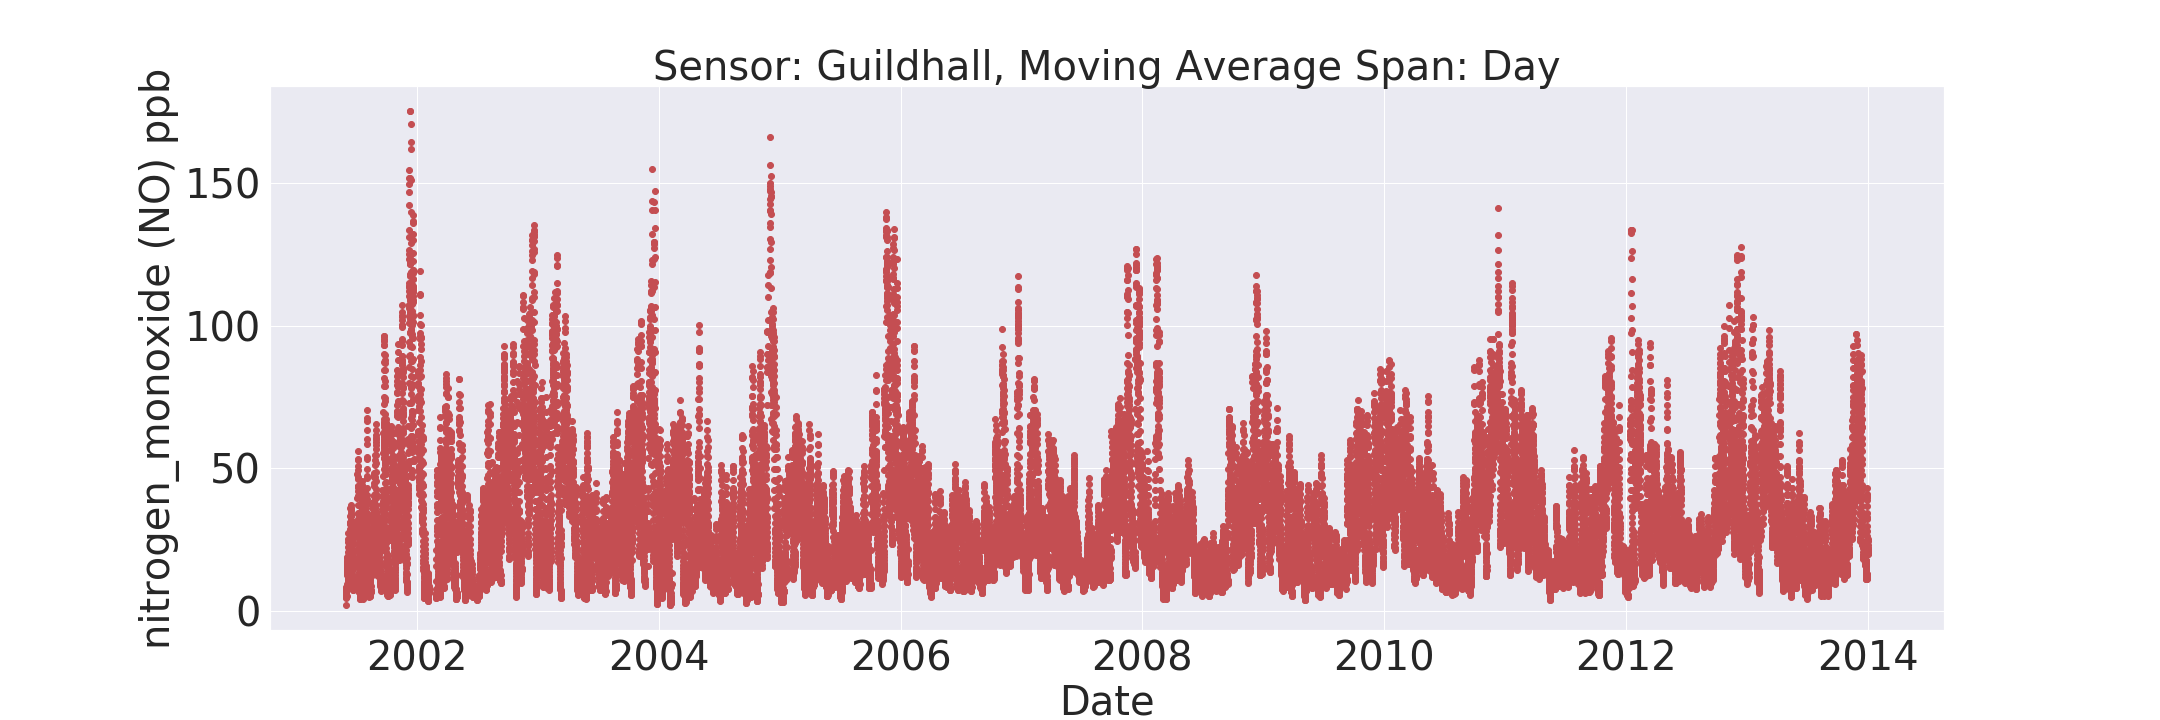 Sensor: Guildhall, Moving Average Span: Day
nitrogen_monoxide (NO) ppb
150
100
50
0
2002 2004 2006 2008 2010 2012 2014
Date